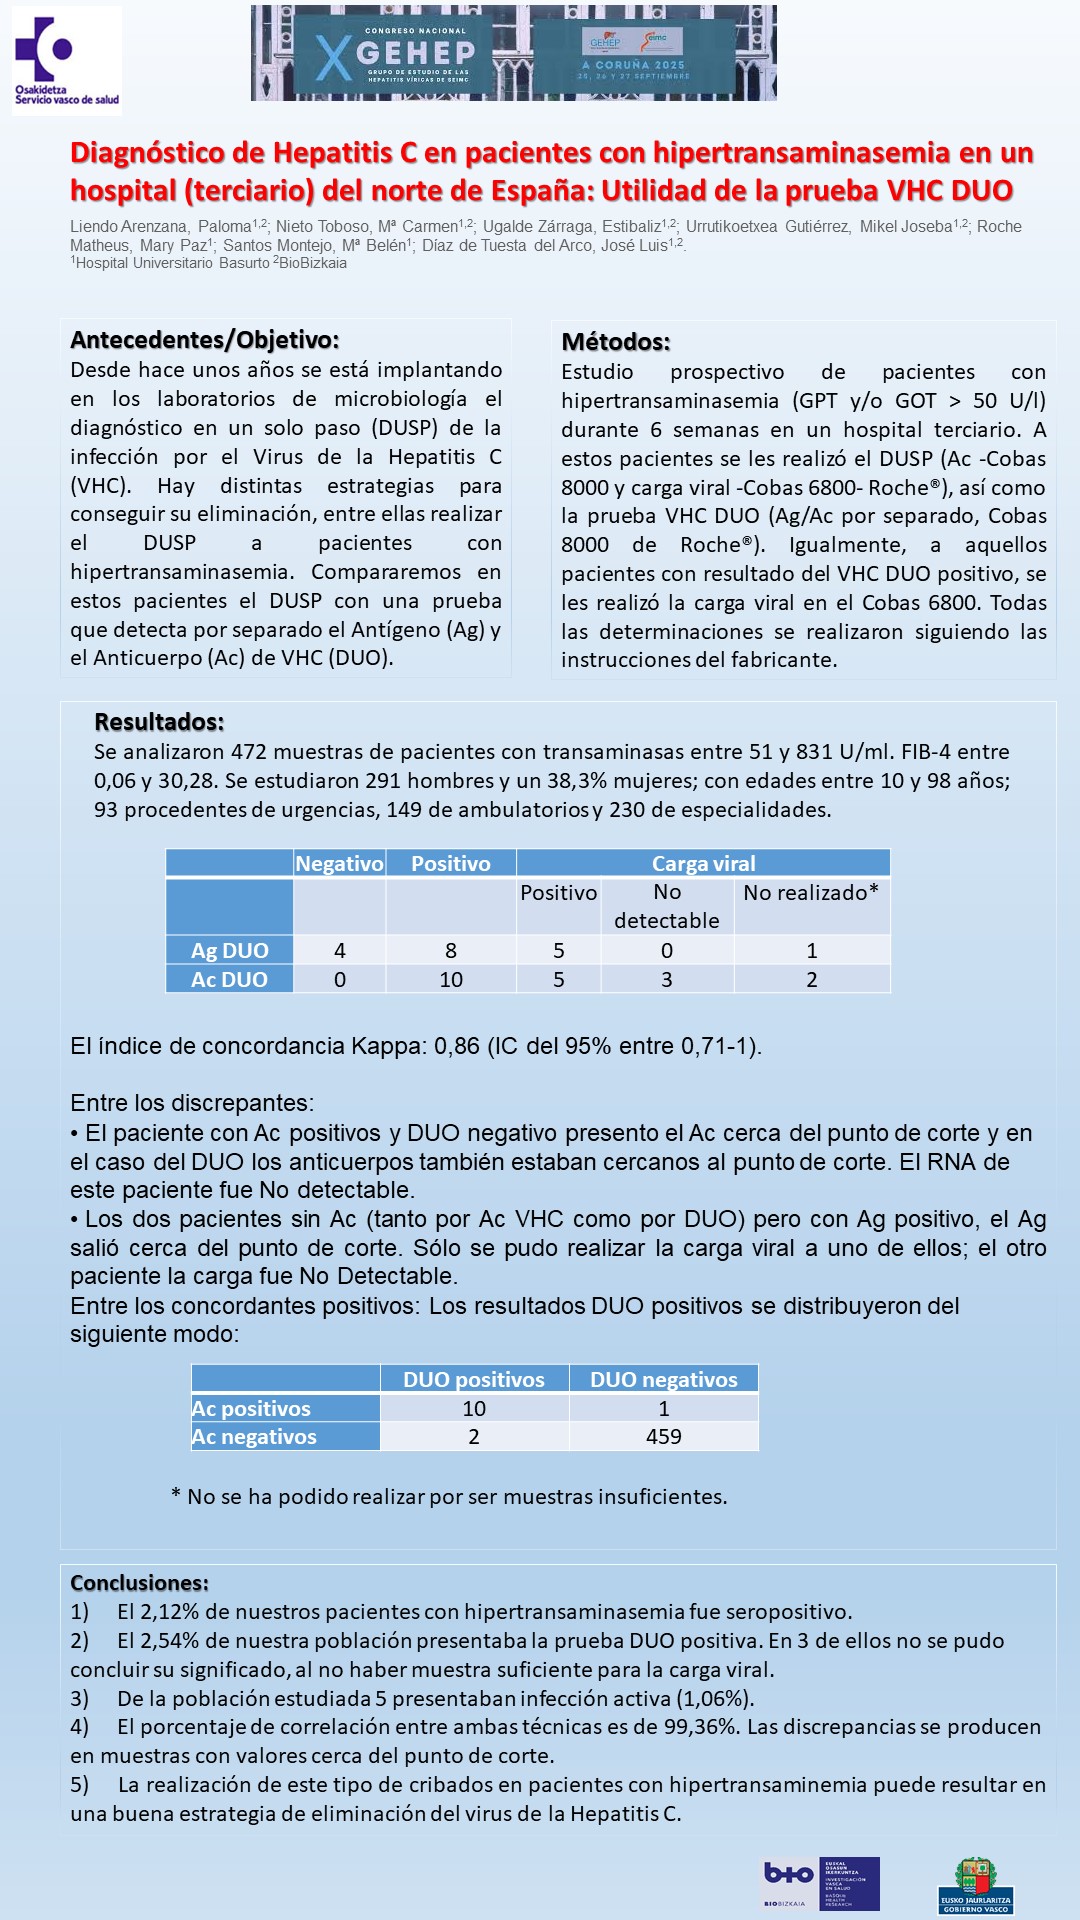 Osakidetza
Servicio vasco de salud
CONGRESO NACIONAL
X GEHEP
GRUPO DE ESTUDIO DE LAS
HEPATITIS VÍRICAS DE SEIMC
GEHEP
seimc
A CORUÑA 2025
25, 26 Y 27 SEPTIEMBRE
Diagnóstico de Hepatitis C en pacientes con hipertransaminasemia en un
hospital (terciario) del norte de España: Utilidad de la prueba VHC DUO
Liendo Arenzana, Paloma1,2; Nieto Toboso, Mª Carmen1,2; Ugalde Zárraga, Estibaliz1,2; Urrutikoetxea Gutiérrez, Mikel Joseba1,2; Roche
Matheus, Mary Paz1; Santos Montejo, Mª Belén1; Díaz de Tuesta del Arco, José Luis1,2.
1Hospital Universitario Basurto 2BioBizkaia
Antecedentes/Objetivo:
Desde hace unos años se está implantando
en los laboratorios de microbiología el
diagnóstico en un solo paso (DUSP) de la
infección por el Virus de la Hepatitis C
(VHC). Hay distintas estrategias para
conseguir su eliminación, entre ellas realizar
el DUSP a pacientes con
hipertransaminasemia. Compararemos en
estos pacientes el DUSP con una prueba
que detecta por separado el Antígeno (Ag) y
el Anticuerpo (Ac) de VHC (DUO).
Métodos:
Estudio prospectivo de pacientes con
hipertransaminasemia (GPT y/o GOT > 50 U/l)
durante 6 semanas en un hospital terciario. A
estos pacientes se les realizó el DUSP (Ac -Cobas
8000 y carga viral -Cobas 6800- Roche®), así como
la prueba VHC DUO (Ag/Ac por separado, Cobas
8000 de Roche®). Igualmente, a aquellos
pacientes con resultado del VHC DUO positivo, se
les realizó la carga viral en el Cobas 6800. Todas
las determinaciones se realizaron siguiendo las
instrucciones del fabricante.
Resultados:
Se analizaron 472 muestras de pacientes con transaminasas entre 51 y 831 U/ml. FIB-4 entre
0,06 y 30,28. Se estudiaron 291 hombres y un 38,3% mujeres; con edades entre 10 y 98 años;
93 procedentes de urgencias, 149 de ambulatorios y 230 de especialidades.
Negativo Positivo Carga viral
Positivo No detectable No realizado*
Ag DUO 4 8 5 0 1
Ac DUO 0 10 5 3 2
El índice de concordancia Kappa: 0,86 (IC del 95% entre 0,71-1).
Entre los discrepantes:
• El paciente con Ac positivos y DUO negativo presento el Ac cerca del punto de corte y en
el caso del DUO los anticuerpos también estaban cercanos al punto de corte. El RNA de
este paciente fue No detectable.
• Los dos pacientes sin Ac (tanto por Ac VHC como por DUO) pero con Ag positivo, el Ag
salió cerca del punto de corte. Sólo se pudo realizar la carga viral a uno de ellos; el otro
paciente la carga fue No Detectable.
Entre los concordantes positivos: Los resultados DUO positivos se distribuyeron del
siguiente modo:
DUO positivos DUO negativos
Ac positivos 10 1
Ac negativos 2 459
* No se ha podido realizar por ser muestras insuficientes.
Conclusiones:
1) El 2,12% de nuestros pacientes con hipertransaminasemia fue seropositivo.
2) El 2,54% de nuestra población presentaba la prueba DUO positiva. En 3 de ellos no se pudo
concluir su significado, al no haber muestra suficiente para la carga viral.
3) De la población estudiada 5 presentaban infección activa (1,06%).
4) El porcentaje de correlación entre ambas técnicas es de 99,36%. Las discrepancias se producen
en muestras con valores cerca del punto de corte.
5) La realización de este tipo de cribados en pacientes con hipertransaminemia puede resultar en
una buena estrategia de eliminación del virus de la Hepatitis C.
bio
BIOBIZKAIA
EUSKAL
OSASUN
IKERKUNTZA
INVESTIGACIÓN
VASCA
EN SALUD
BASQUE
HEALTH
RESEARCH
EUSKO JAURLARITZA
GOBIERNO VASCO